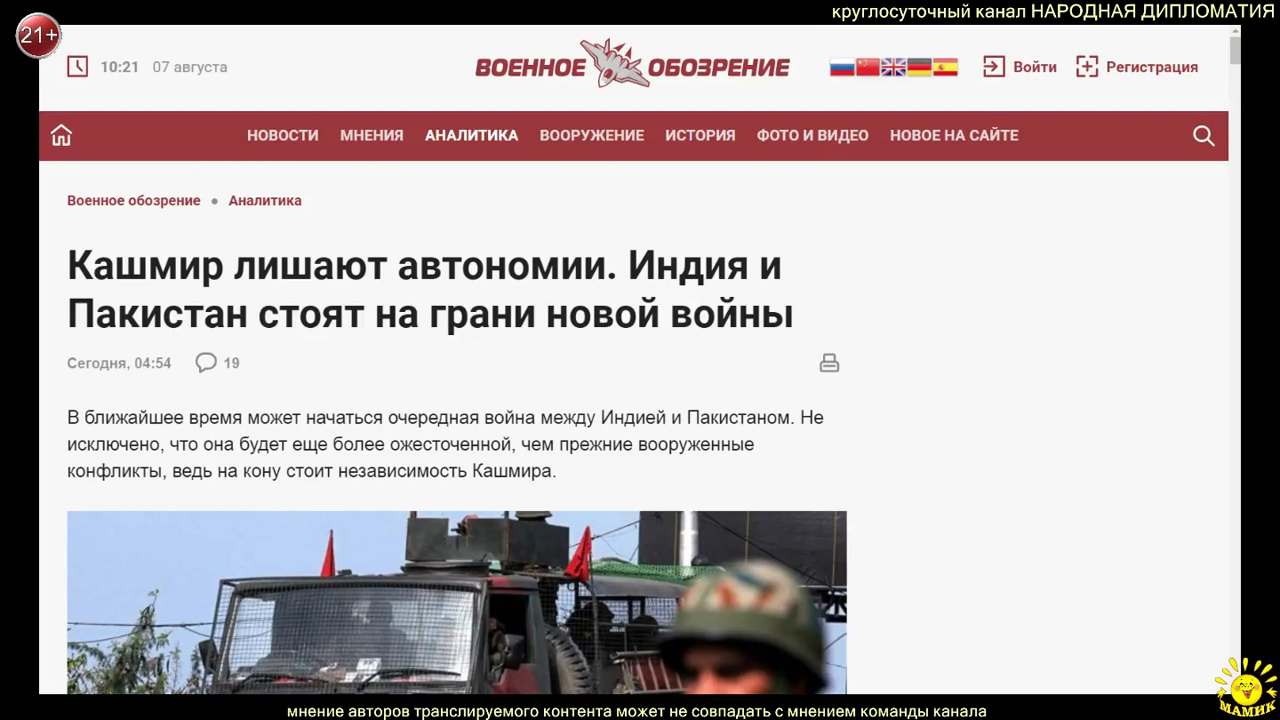 круглосуточный канал НАРОДНАЯ ДИПЛОМАТИЯ
21+
10:21 07 августа
ВОЕННОЕ ОБОЗРЕНИЕ
Войти
Регистрация
НОВОСТИ МНЕНИЯ АНАЛИТИКА ВООРУЖЕНИЕ ИСТОРИЯ ФОТО И ВИДЕО НОВОЕ НА САЙТЕ
Военное обозрение • Аналитика
Кашмир лишают автономии. Индия и
Пакистан стоят на грани новой войны
Сегодня, 04:54 19
В ближайшее время может начаться очередная война между Индией и Пакистаном. Не
исключено, что она будет еще более ожесточенной, чем прежние вооруженные
конфликты, ведь на кону стоит независимость Кашмира.
МАМИК
мнение авторов транслируемого контента может не совпадать с мнением команды канала